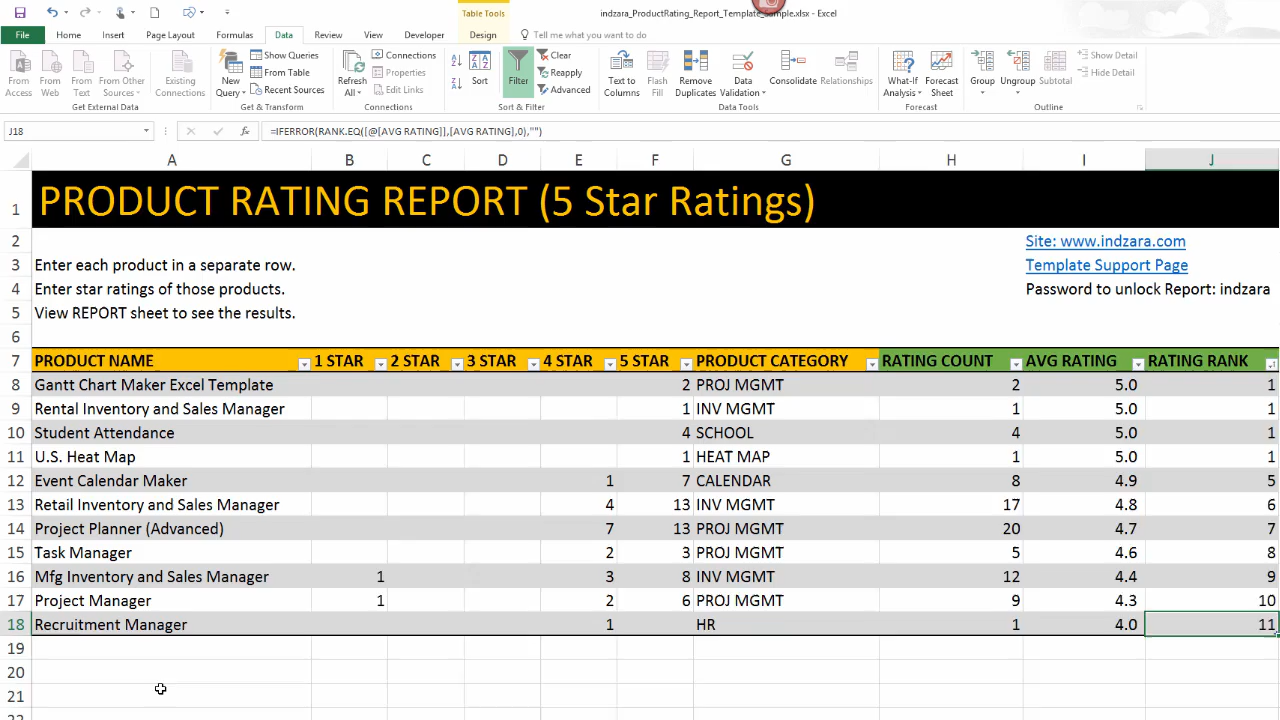 Table Tools
indzara_ProductRating_Report_Template_Sample.xlsx - Excel
File Home Insert Page Layout Formulas Data Review View Developer Design Tell me what you want to do
From Access
From Web
From Text
From Other Sources
Existing Connections
Get External Data
New Query
Show Queries
From Table
Recent Sources
Get & Transform
Refresh All
Connections
Properties
Edit Links
Connections
Sort
Filter
Clear
Reapply
Advanced
Sort & Filter
Text to Columns
Flash Fill
Remove Duplicates
Data Validation
Consolidate
Relationships
Data Tools
What-If Analysis
Forecast Sheet
Forecast
Group
Ungroup
Subtotal
Show Detail
Hide Detail
Outline
J18 fx =IFERROR(RANK.EQ([@[AVG RATING]],[AVG RATING],0),"")
A B C D E F G H I J
1 PRODUCT RATING REPORT (5 Star Ratings)
2 Site: www.indzara.com
3 Enter each product in a separate row. Template Support Page
4 Enter star ratings of those products. Password to unlock Report: indzara
5 View REPORT sheet to see the results.
6
7 PRODUCT NAME 1 STAR 2 STAR 3 STAR 4 STAR 5 STAR PRODUCT CATEGORY RATING COUNT AVG RATING RATING RANK
8 Gantt Chart Maker Excel Template 2 PROJ MGMT 2 5.0 1
9 Rental Inventory and Sales Manager 1 INV MGMT 1 5.0 1
10 Student Attendance 4 SCHOOL 4 5.0 1
11 U.S. Heat Map 1 HEAT MAP 1 5.0 1
12 Event Calendar Maker 1 7 CALENDAR 8 4.9 5
13 Retail Inventory and Sales Manager 4 13 INV MGMT 17 4.8 6
14 Project Planner (Advanced) 7 13 PROJ MGMT 20 4.7 7
15 Task Manager 2 3 PROJ MGMT 5 4.6 8
16 Mfg Inventory and Sales Manager 1 3 8 INV MGMT 12 4.4 9
17 Project Manager 1 2 6 PROJ MGMT 9 4.3 10
18 Recruitment Manager 1 HR 1 4.0 11
19
20
21
22